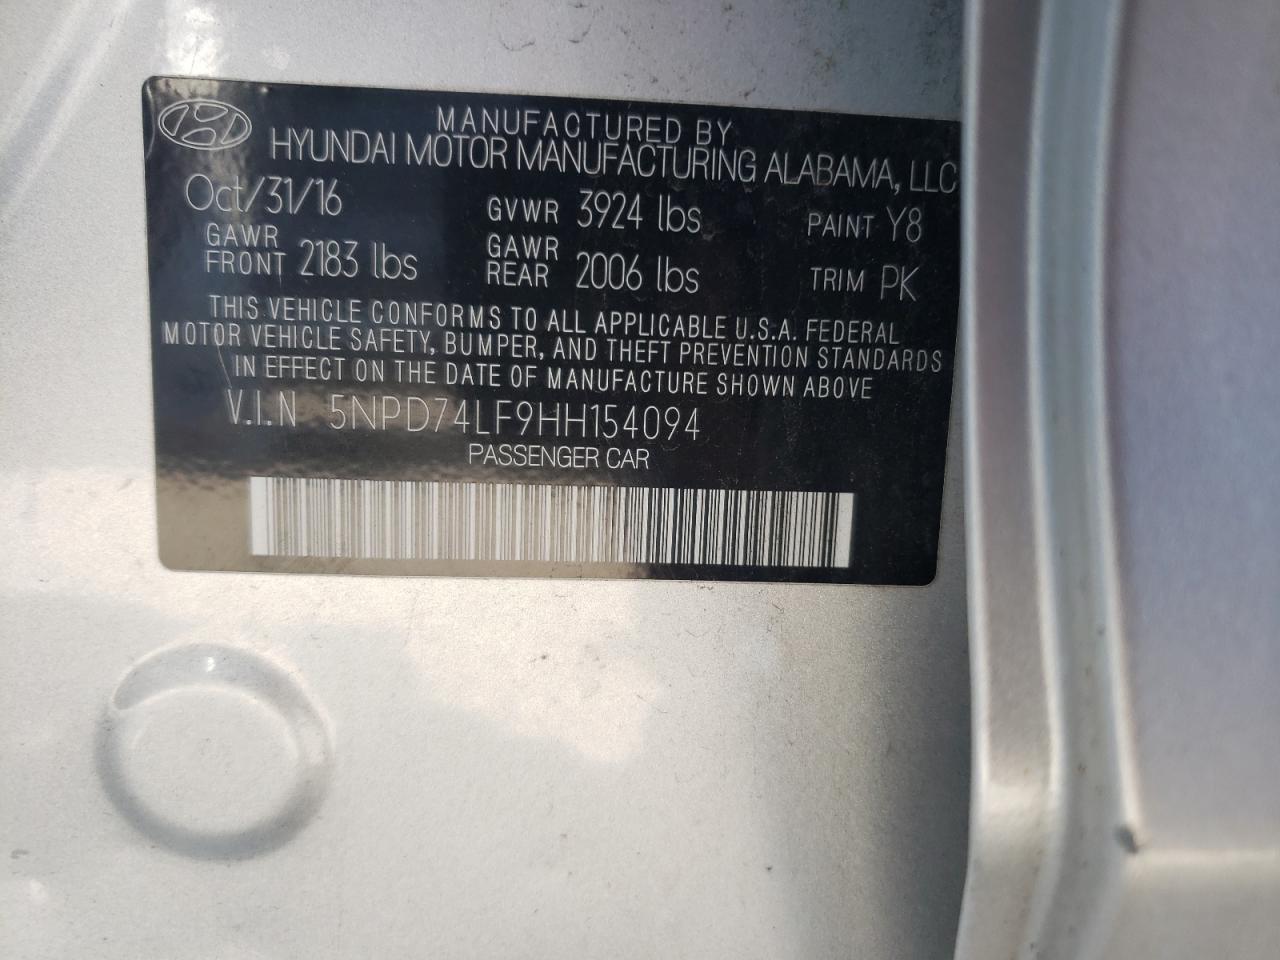 MANUFACTURED BY
HYUNDAI MOTOR MANUFACTURING ALABAMA, LLC
Oct/31/16 GVWR 3924 lbs PAINT Y8
GAWR FRONT 2183 lbs GAWR REAR 2006 lbs TRIM PK
THIS VEHICLE CONFORMS TO ALL APPLICABLE U.S.A. FEDERAL
MOTOR VEHICLE SAFETY, BUMPER, AND THEFT PREVENTION STANDARDS
IN EFFECT ON THE DATE OF MANUFACTURE SHOWN ABOVE
V.I.N 5NPD74LF9HH154094
PASSENGER CAR